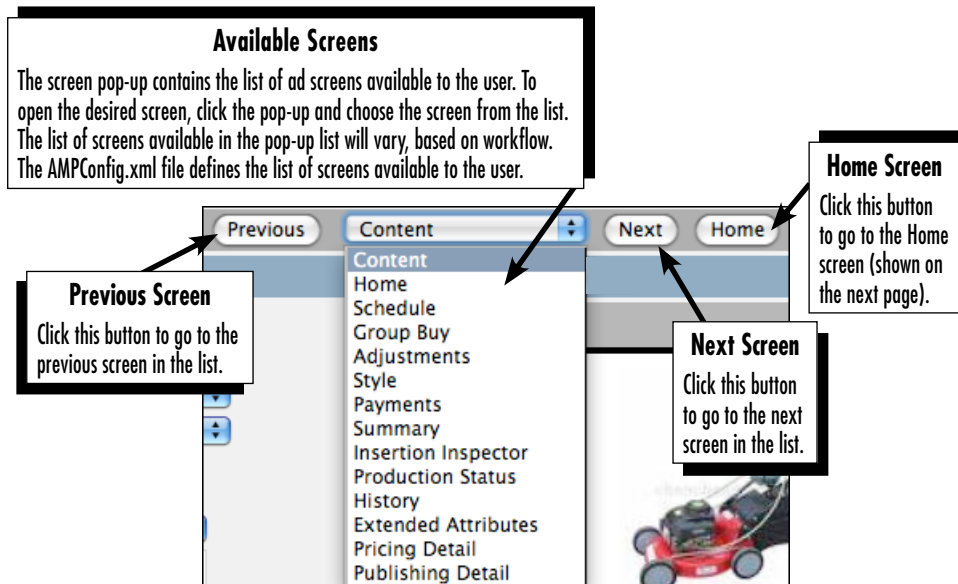 Available Screens
The screen pop-up contains the list of ad screens available to the user. To
open the desired screen, click the pop-up and choose the screen from the list.
The list of screens available in the pop-up list will vary, based on workflow.
The AMPConfig.xml file defines the list of screens available to the user.
Home Screen
Click this button
to go to the Home
screen (shown on
the next page).
Previous
Content
Next
Home
Previous Screen
Click this button to go to the
previous screen in the list.
Content
Home
Schedule
Group Buy
Adjustments
Style
Payments
Summary
Insertion Inspector
Production Status
History
Extended Attributes
Pricing Detail
Publishing Detail
Next Screen
Click this button
to go to the next
screen in the list.